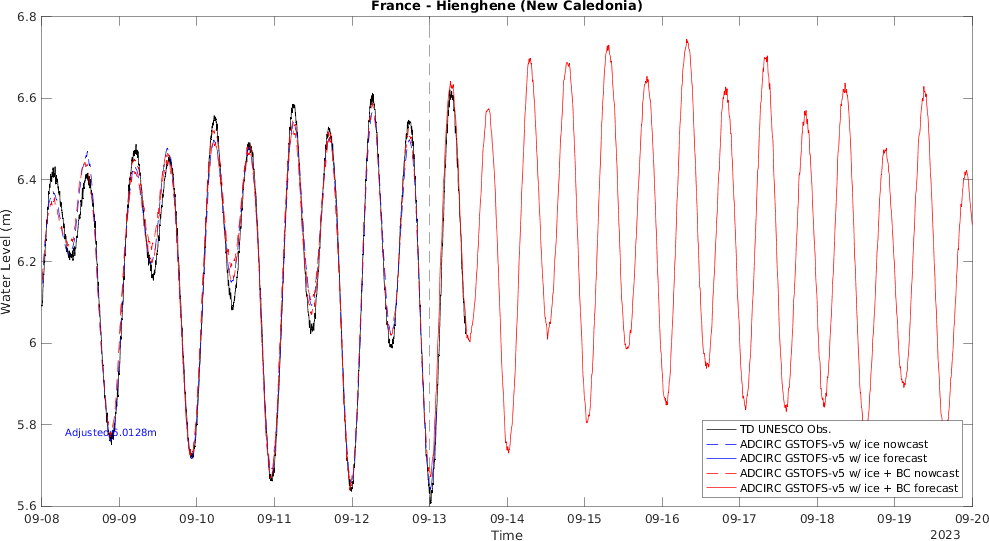 France - Hienghene (New Caledonia)
6.8
6.6
6.4
6.2
6
5.8
5.6
Water Level (m)
Adjusted 6.0128m
TD UNESCO Obs.
ADCIRC GSTOFS-v5 w/ ice nowcast
ADCIRC GSTOFS-v5 w/ ice forecast
ADCIRC GSTOFS-v5 w/ ice + BC nowcast
ADCIRC GSTOFS-v5 w/ ice + BC forecast
09-08 09-09 09-10 09-11 09-12 09-13 09-14 09-15 09-16 09-17 09-18 09-19 09-20
Time
2023